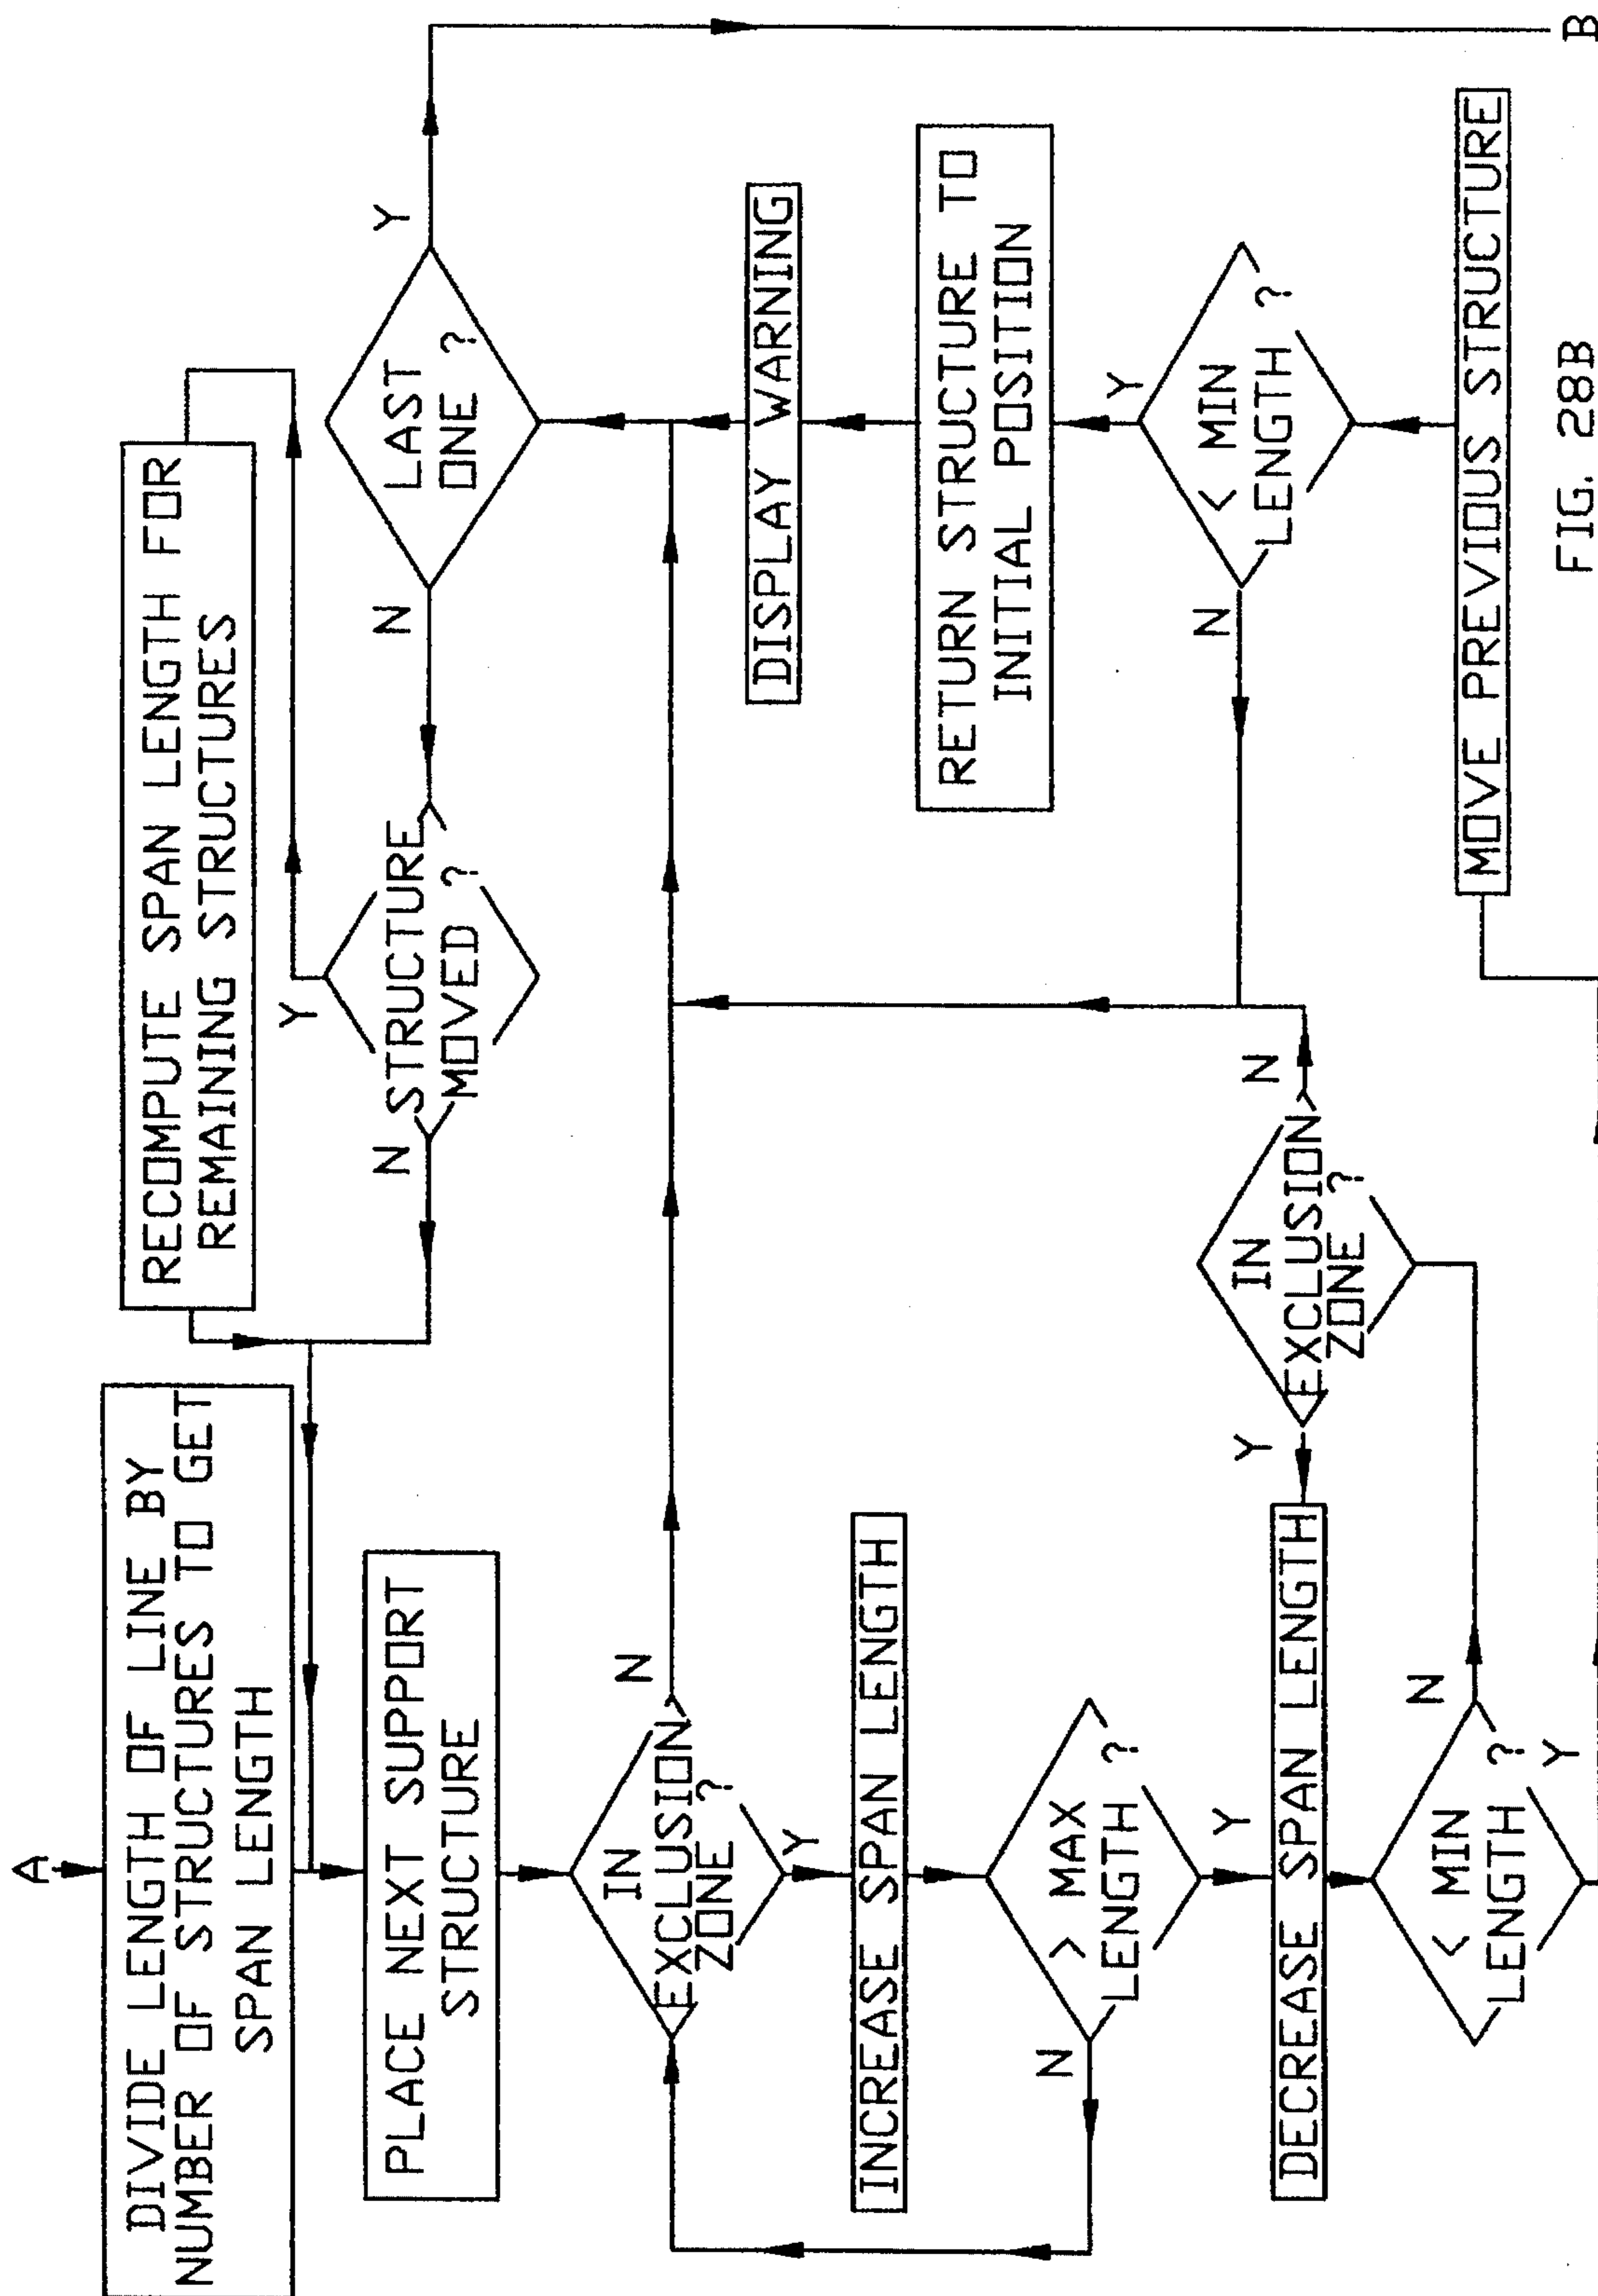 A
DIVIDE LENGTH OF LINE BY
NUMBER OF STRUCTURES TO GET
SPAN LENGTH
PLACE NEXT SUPPORT
STRUCTURE
IN
EXCLUSION
ZONE ?
N
Y
INCREASE SPAN LENGTH
> MAX
LENGTH ?
N
Y
DECREASE SPAN LENGTH
< MIN
LENGTH ?
N
Y
IN
EXCLUSION
ZONE ?
Y
N
RECOMPUTE SPAN LENGTH FOR
REMAINING STRUCTURES
Y
STRUCTURE
MOVED ?
N
N
LAST
ONE ?
Y
DISPLAY WARNING
RETURN STRUCTURE TO
INITIAL POSITION
Y
< MIN
LENGTH ?
N
MOVE PREVIOUS STRUCTURE
B
FIG. 28B